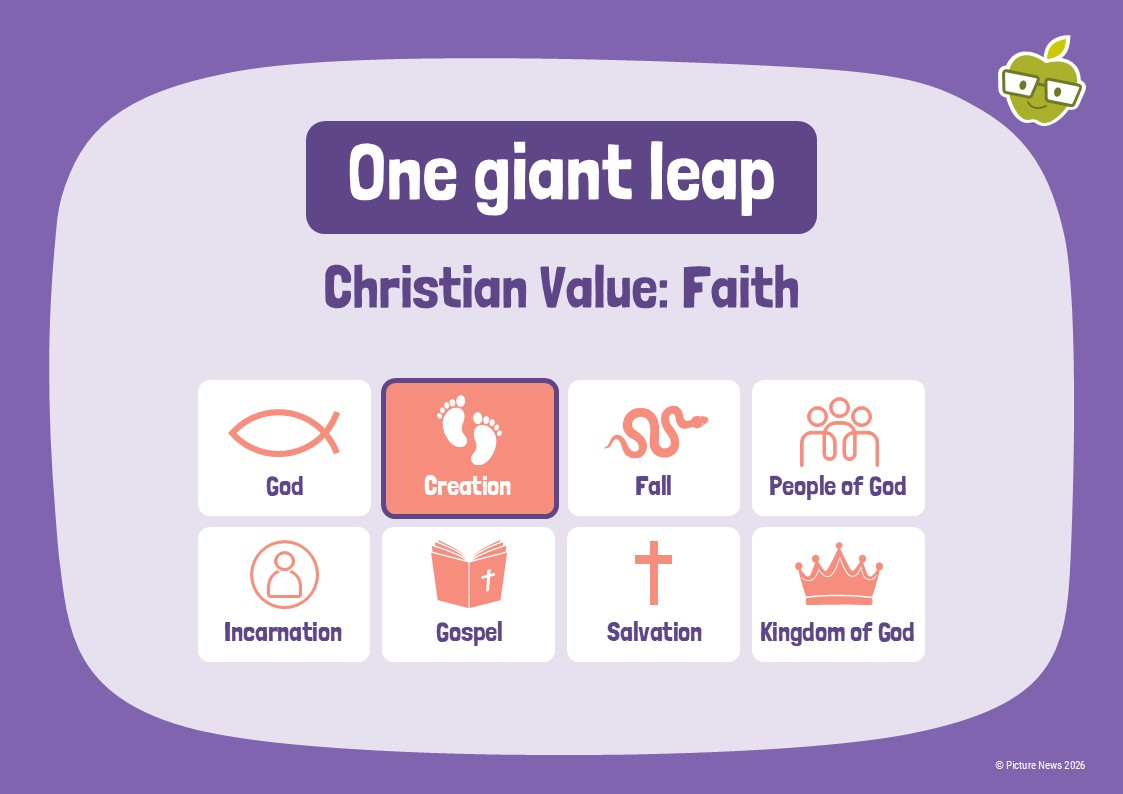 One giant leap
Christian Value: Faith
God
Creation
Fall
People of God
Incarnation
Gospel
Salvation
Kingdom of God
© Picture News 2026